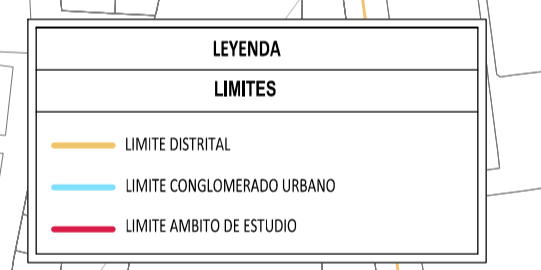 LEYENDA
LIMITES
LIMITE DISTRITAL
LIMITE CONGLOMERADO URBANO
LIMITE AMBITO DE ESTUDIO